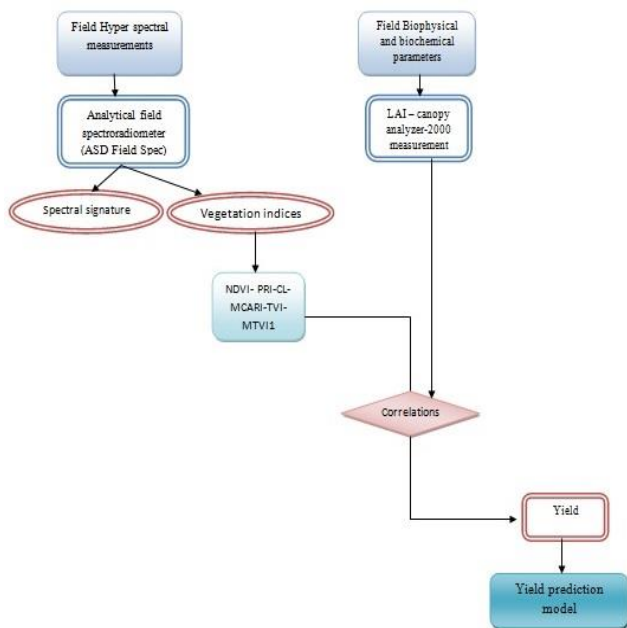 Field Hyper spectral
measurements
Field Biophysical
and biochemical
parameters
Analytical field
spectroradiometer
(ASD Field Spec)
LAI – canopy
analyzer-2000
measurement
Spectral signature
Vegetation indices
NDVI- PRI-CL-
MCARI-TVI-
MTVI1
Correlations
Yield
Yield prediction
model